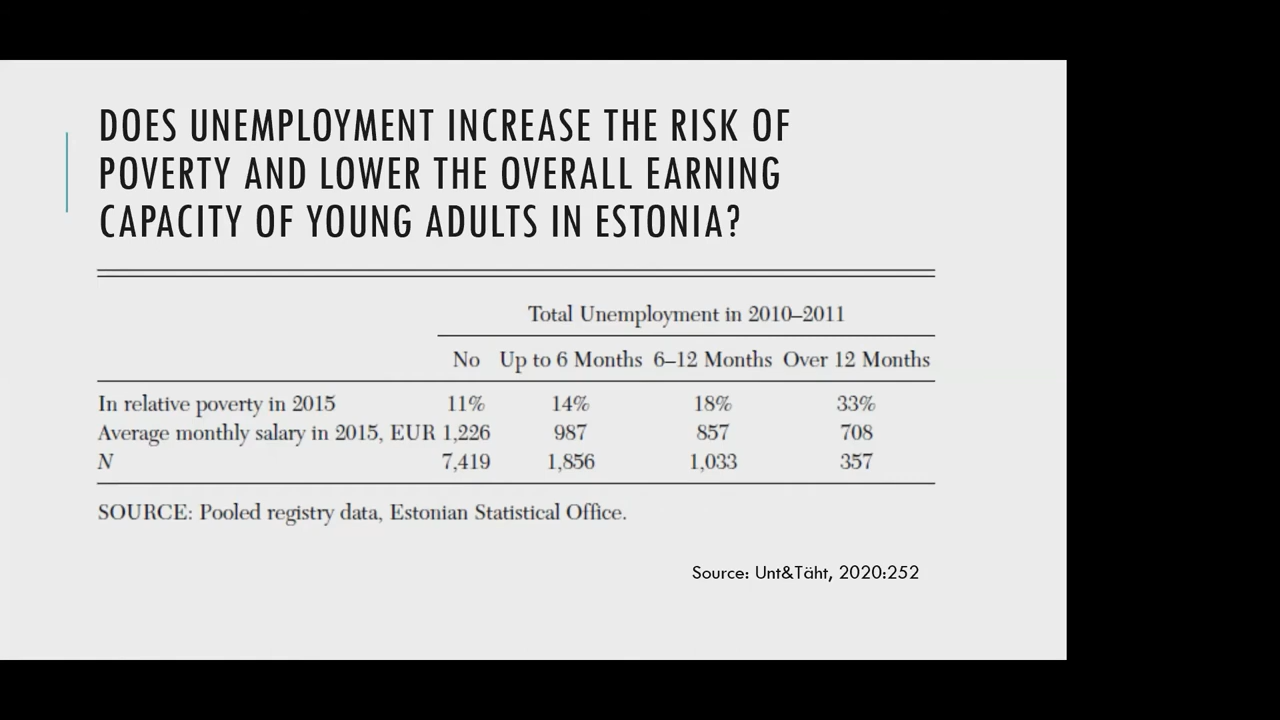 DOES UNEMPLOYMENT INCREASE THE RISK OF
POVERTY AND LOWER THE OVERALL EARNING
CAPACITY OF YOUNG ADULTS IN ESTONIA?
Total Unemployment in 2010–2011
No Up to 6 Months 6–12 Months Over 12 Months
In relative poverty in 2015 11% 14% 18% 33%
Average monthly salary in 2015, EUR 1,226 987 857 708
N 7,419 1,856 1,033 357
SOURCE: Pooled registry data, Estonian Statistical Office.
Source: Unt&Täht, 2020:252